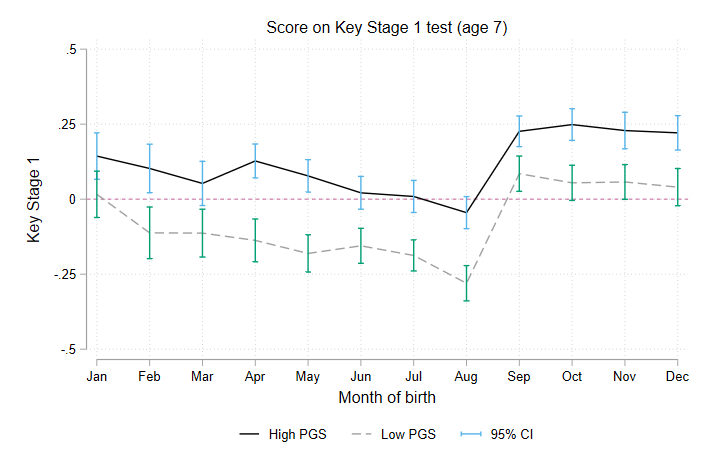 Score on Key Stage 1 test (age 7)
Key Stage 1
.5
.25
0
-.25
-.5
Jan Feb Mar Apr May Jun Jul Aug Sep Oct Nov Dec
Month of birth
High PGS Low PGS 95% CI